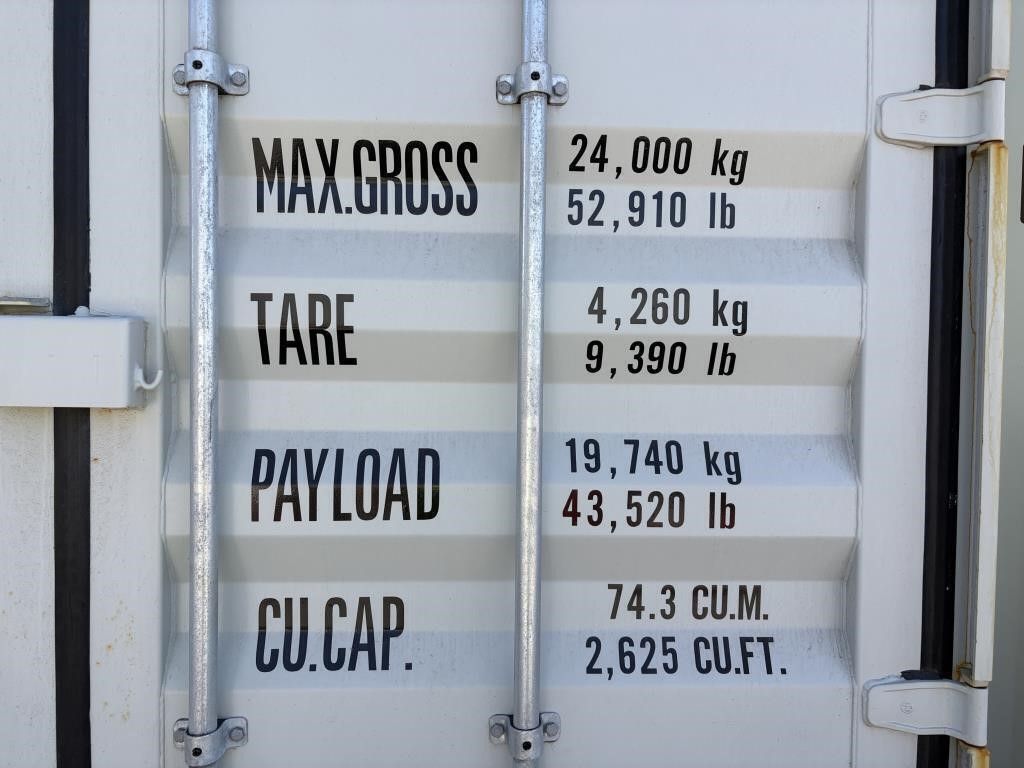 MAX.GROSS 24,000 kg
52,910 lb
TARE 4,260 kg
9,390 lb
PAYLOAD 19,740 kg
43,520 lb
CU.CAP. 74.3 CU.M.
2,625 CU.FT.